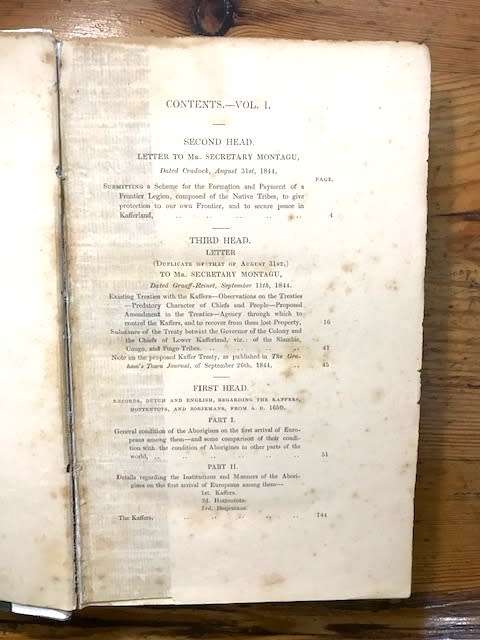 CONTENTS.—VOL. I.
SECOND HEAD.
LETTER TO MR. SECRETARY MONTAGU,
Dated Cradock, August 31st, 1844,
PAGE.
SUBMITTING a Scheme for the Formation and Payment of a
Frontier Legion, composed of the Native Tribes, to give
protection to our own Frontier, and to secure peace in
Kafferland, .. .. .. .. .. 4
THIRD HEAD.
LETTER
(DUPLICATE OF THAT OF AUGUST 31ST,)
TO MR. SECRETARY MONTAGU,
Dated Graaff-Reinet, September 11th, 1844.
Existing Treaties with the Kaffers—Observations on the Treaties
—Predatory Character of Chiefs and People—Proposed
Amendment in the Treaties—Agency through which to
control the Kaffers, and to recover from them lost Property, 16
Substance of the Treaty betwixt the Governor of the Colony and
the Chiefs of Lower Kafferland, viz. of the Slambie,
Gunga, and Fingo Tribes. .. .. .. 41
Note on the proposed Kaffer Treaty, as published in The Gra-
ham's Town Journal, of September 26th, 1844, .. .. 45
FIRST HEAD.
RECORDS, DUTCH AND ENGLISH, REGARDING THE KAFFERS,
HOTTENTOTS, AND BOSJEMANS, FROM A. D. 1650.
PART I.
General condition of the Aborigines on the first arrival of Euro-
peans among them—and some comparison of their condi-
tion with the condition of Aborigines in other parts of the
world, .. .. .. .. .. .. 51
PART II.
Details regarding the Institutions and Manners of the Abori-
gines on the first arrival of Europeans among them—
1st. Kaffers.
2d. Hottentots.
3rd. Bosjemans.
The Kaffers, .. .. .. .. .. 144